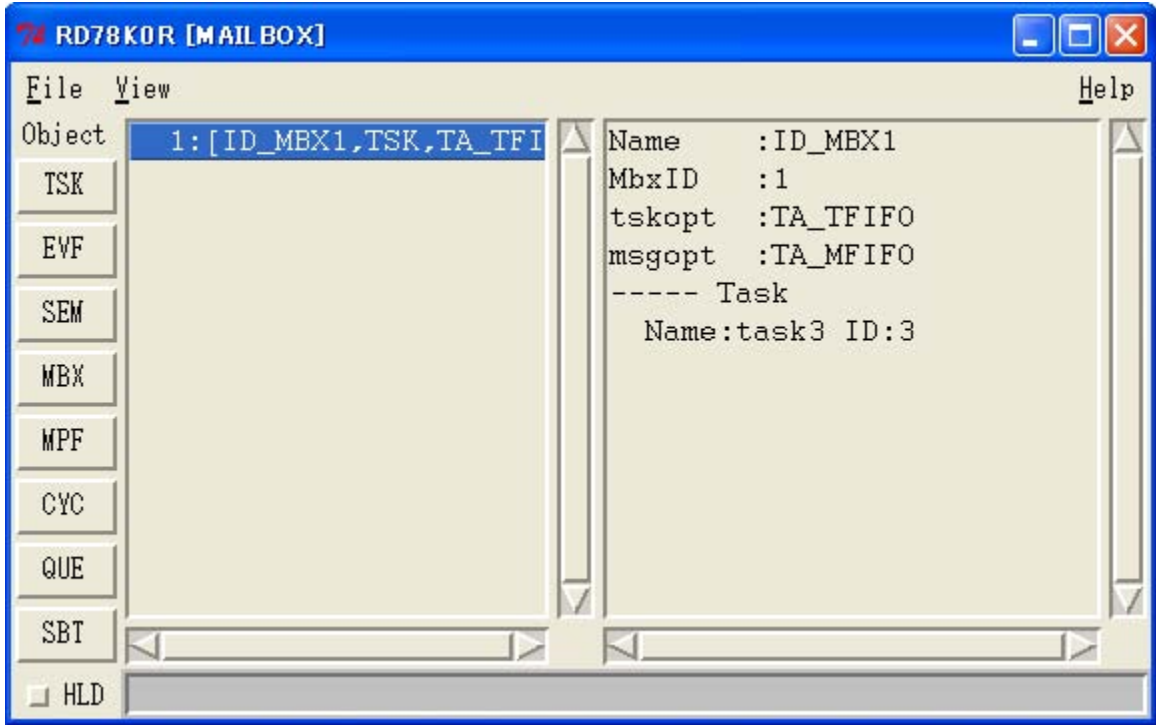 RD78K0R [MAILBOX]
File View Help
Object
TSK
EVF
SEM
MBX
MPF
CYC
QUE
SBT
HLD
1:[ID_MBX1,TSK,TA_TFI
Name :ID_MBX1
MbxID :1
tskopt :TA_TFIFO
msgopt :TA_MFIFO
----- Task
Name:task3 ID:3